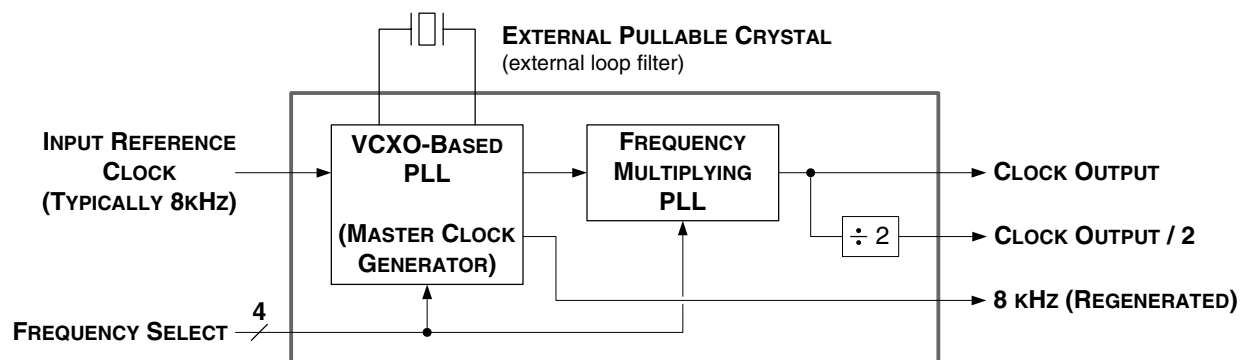 EXTERNAL PULLABLE CRYSTAL
(external loop filter)
INPUT REFERENCE
CLOCK
(TYPICALLY 8KHZ)
VCXO-BASED
PLL
(MASTER CLOCK
GENERATOR)
FREQUENCY
MULTIPLYING
PLL
CLOCK OUTPUT
÷ 2
CLOCK OUTPUT / 2
8 KHZ (REGENERATED)
4
FREQUENCY SELECT